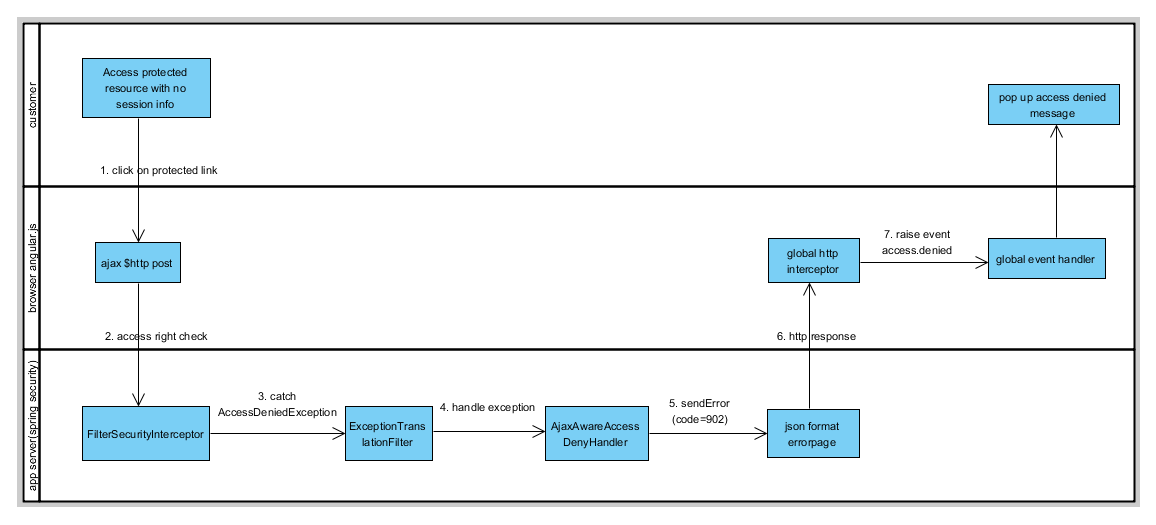 customer
Access protected
resource with no
session info
pop up access denied
message
1. click on protected link
browser angular.js
ajax $http post
global http
interceptor
7. raise event
access.denied
global event handler
2. access right check
6. http response
app server(spring security)
FilterSecurityInterceptor
3. catch
AccessDeniedException
ExceptionTrans
lationFilter
4. handle exception
AjaxAwareAccess
DenyHandler
5. sendError
(code=902)
json format
errorpage